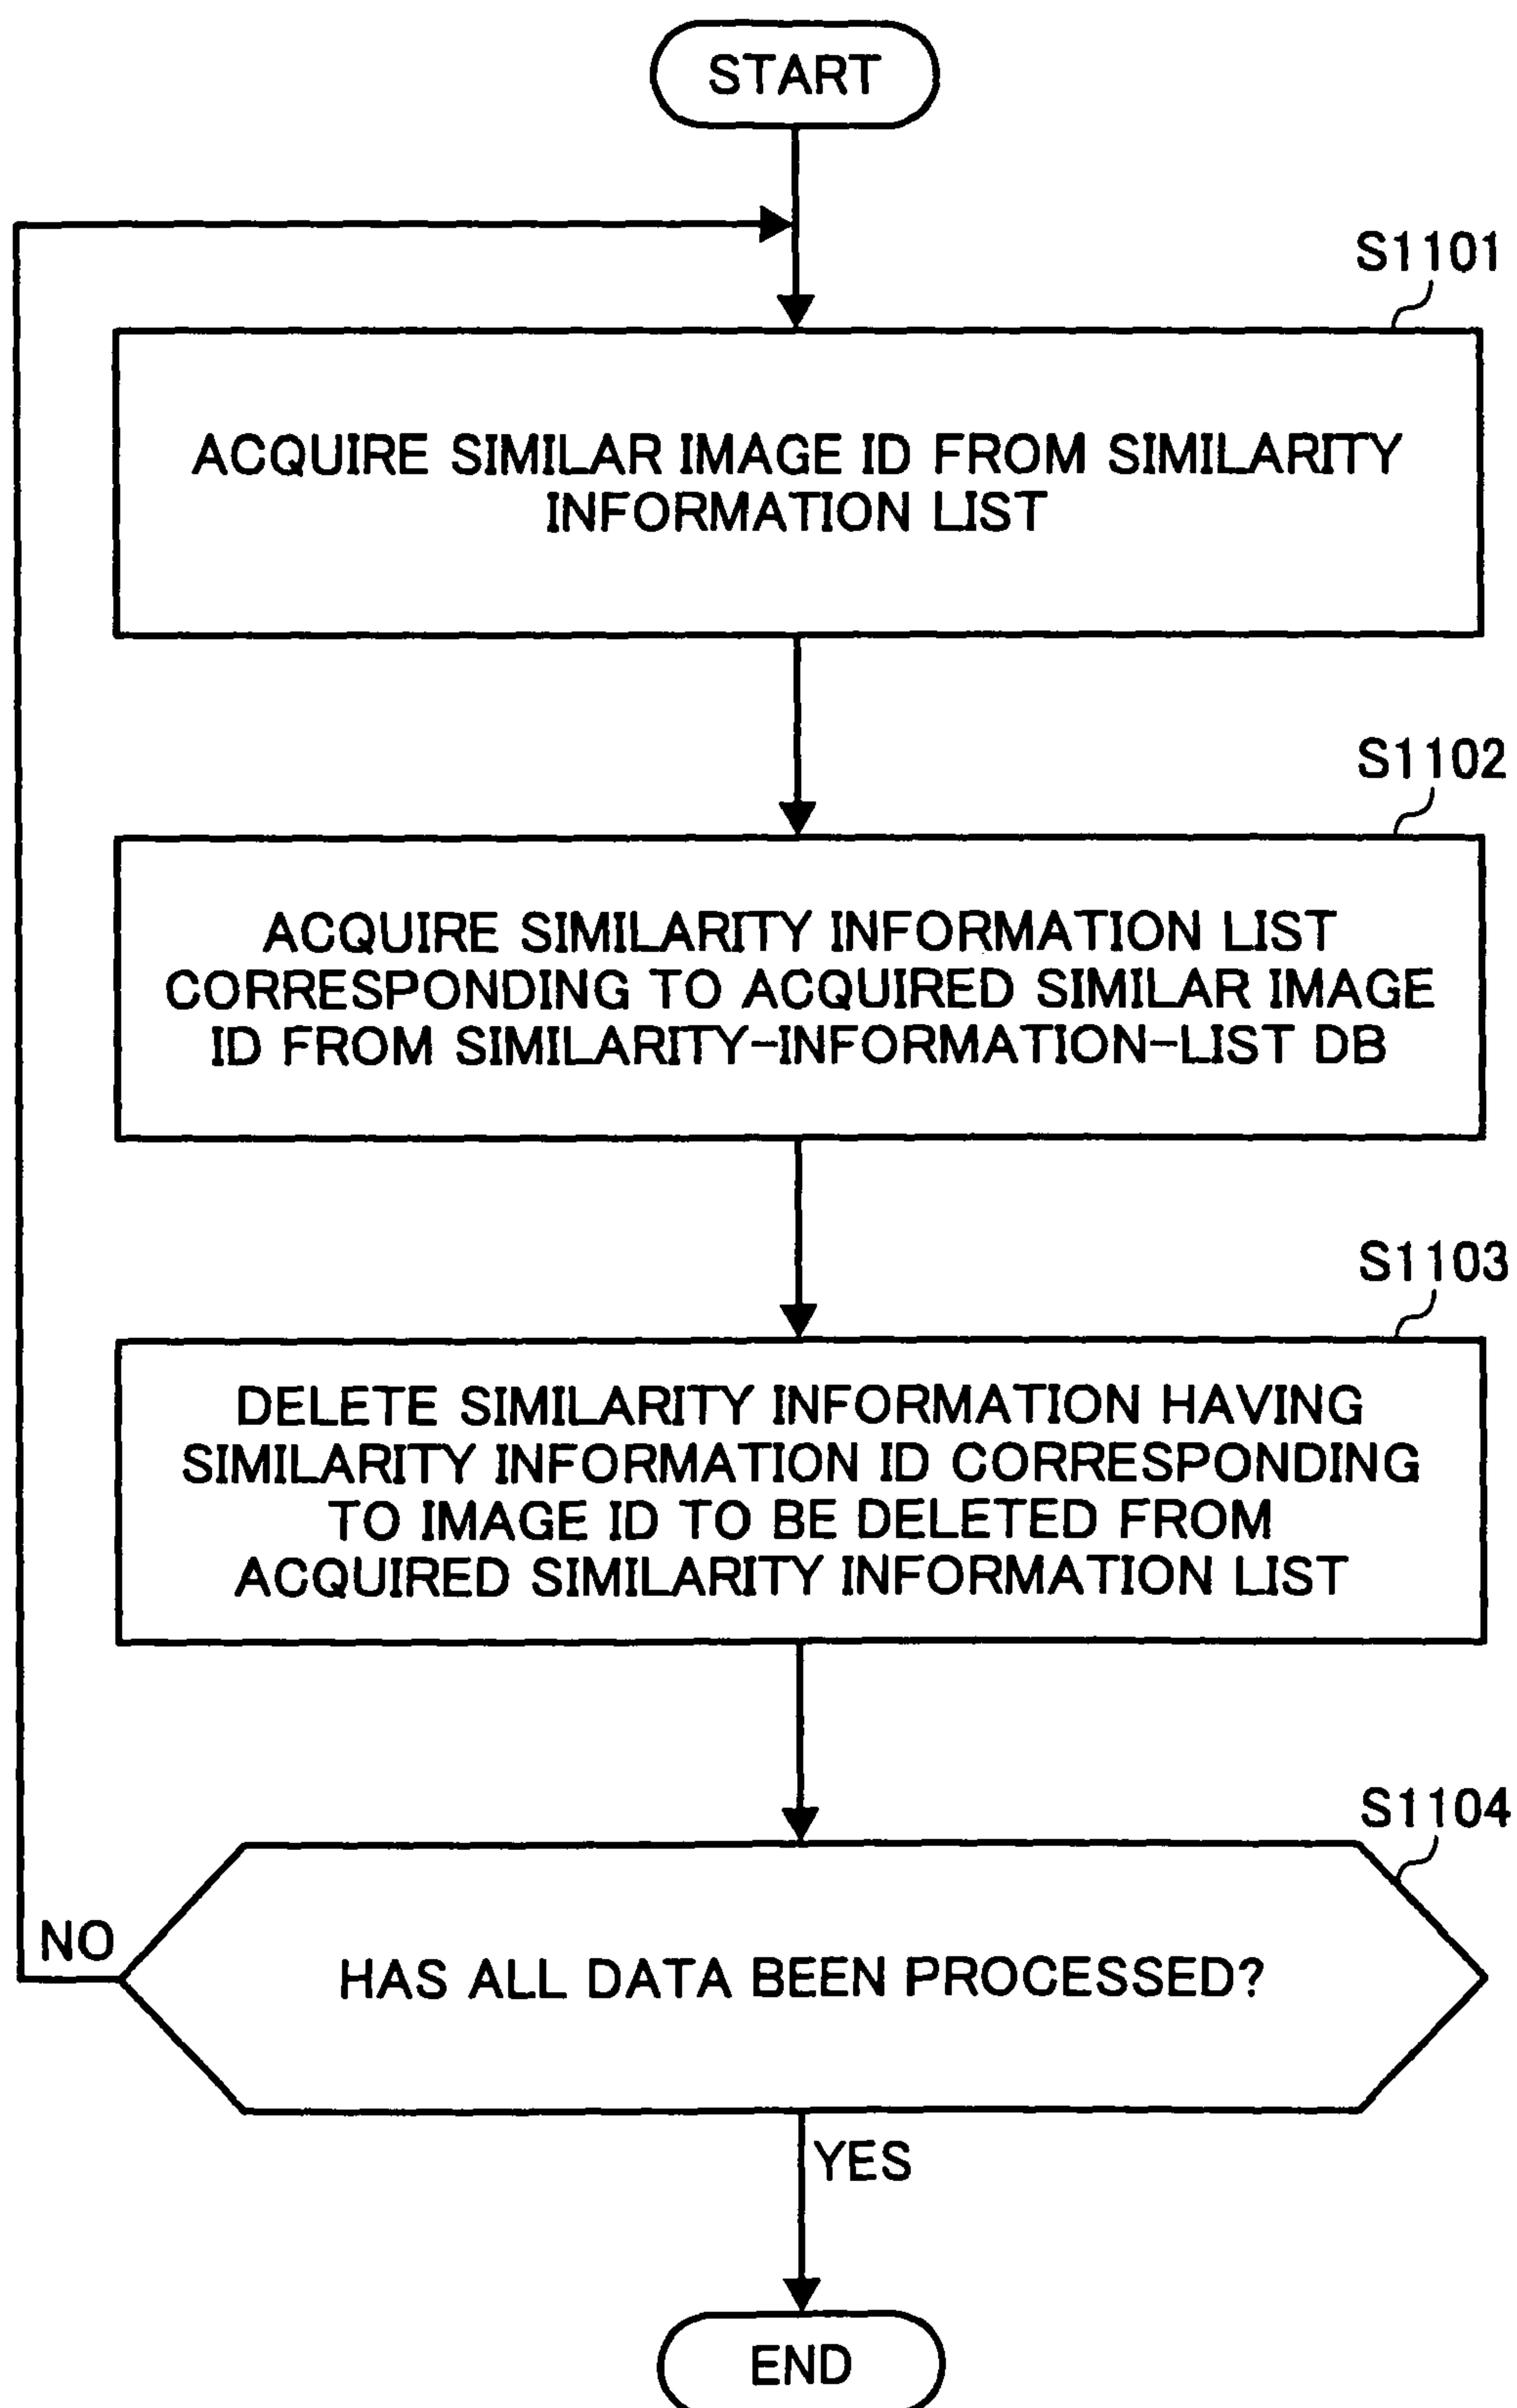 START
S1101
ACQUIRE SIMILAR IMAGE ID FROM SIMILARITY
INFORMATION LIST
S1102
ACQUIRE SIMILARITY INFORMATION LIST
CORRESPONDING TO ACQUIRED SIMILAR IMAGE
ID FROM SIMILARITY-INFORMATION-LIST DB
S1103
DELETE SIMILARITY INFORMATION HAVING
SIMILARITY INFORMATION ID CORRESPONDING
TO IMAGE ID TO BE DELETED FROM
ACQUIRED SIMILARITY INFORMATION LIST
S1104
NO
HAS ALL DATA BEEN PROCESSED?
YES
END